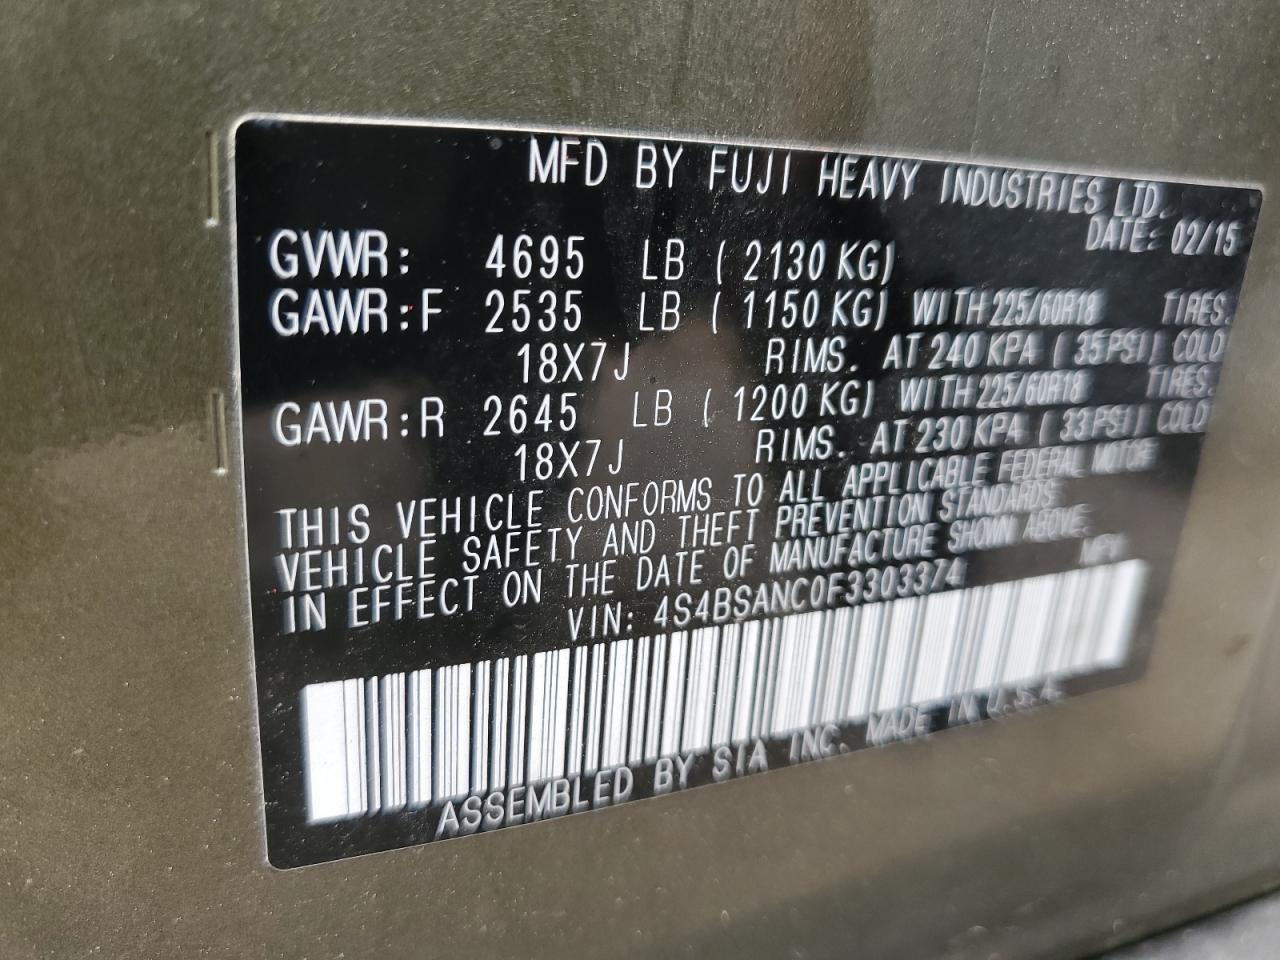 MFD BY FUJI HEAVY INDUSTRIES LTD.
DATE: 02/15
GVWR: 4695 LB (2130 KG)
GAWR:F 2535 LB (1150 KG) WITH 225/60R18 TIRES.
18X7J RIMS. AT 240 KPA (35 PSI) COLD
GAWR:R 2645 LB (1200 KG) WITH 225/60R18 TIRES.
18X7J RIMS. AT 230 KPA (33 PSI) COLD
THIS VEHICLE CONFORMS TO ALL APPLICABLE FEDERAL MOTOR
VEHICLE SAFETY AND THEFT PREVENTION STANDARDS
IN EFFECT ON THE DATE OF MANUFACTURE SHOWN ABOVE.
VIN: 4S4BSANC0F3303374 MPV
ASSEMBLED BY SIA INC. MADE IN U.S.A.